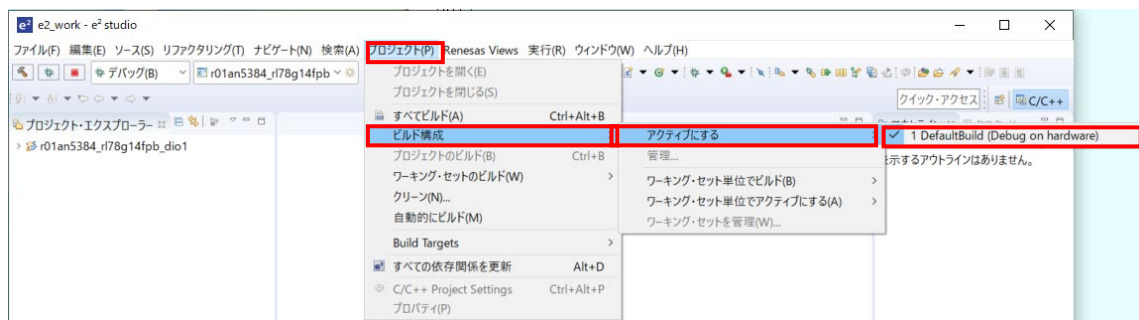 e2_work - e² studio
ファイル(F) 編集(E) ソース(S) リファクタリング(T) ナビゲート(N) 検索(A) プロジェクト(P) Renesas Views 実行(R) ウィンドウ(W) ヘルプ(H)
デバッグ(B) r01an5384_rl78g14fpb
クイック・アクセス C/C++
プロジェクト・エクスプローラー
r01an5384_rl78g14fpb_dio1
プロジェクトを開く(E)
プロジェクトを閉じる(S)
すべてビルド(A) Ctrl+Alt+B
ビルド構成
プロジェクトのビルド(B) Ctrl+B
ワーキング・セットのビルド(W)
クリーン(N)...
自動的にビルド(M)
Build Targets
すべての依存関係を更新 Alt+D
C/C++ Project Settings Ctrl+Alt+P
プロパティ(P)
アクティブにする
管理...
ワーキング・セット単位でビルド(B)
ワーキング・セット単位でアクティブにする(A)
ワーキング・セットを管理(W)...
1 DefaultBuild (Debug on hardware)
示するアウトラインはありません。